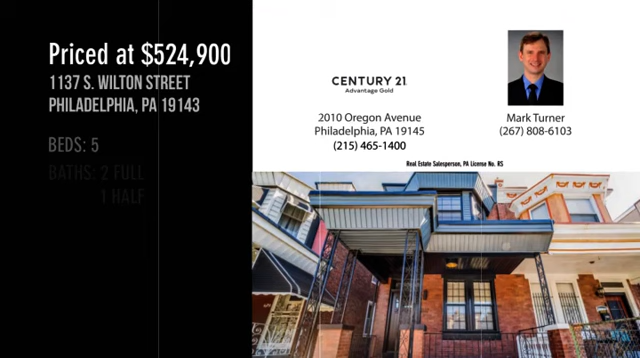 Priced at $524,900
1137 S. WILTON STREET
PHILADELPHIA, PA 19143
BEDS: 5
BATHS: 2 FULL
1 HALF
CENTURY 21
Advantage Gold
2010 Oregon Avenue
Philadelphia, PA 19145
(215) 465-1400
Mark Turner
(267) 808-6103
Real Estate Salesperson, PA License No. RS